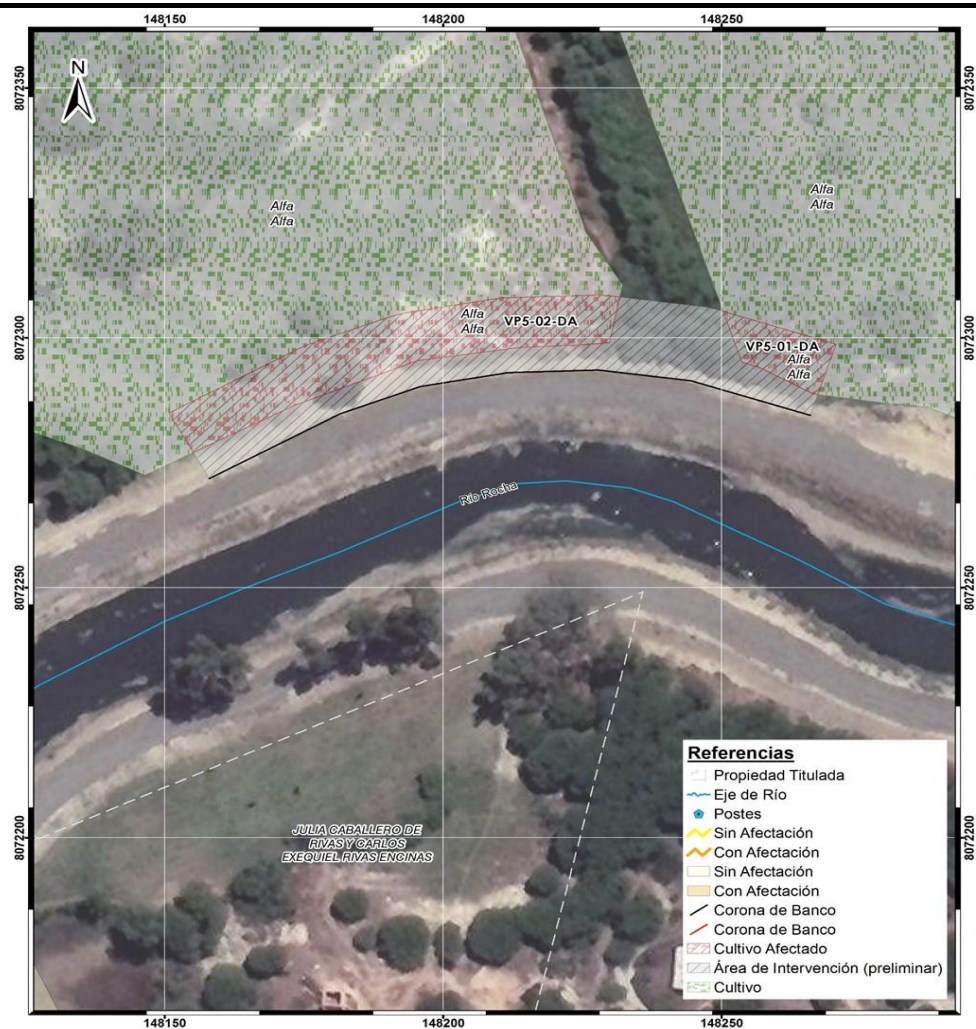 148150
148200
148250
8072350
8072350
N
Alfa
Alfa
Alfa
Alfa
Alfa
Alfa
VP5-02-DA
8072300
8072300
VP5-01-DA
Alfa
Alfa
Río Rocha
8072250
8072250
Referencias
Propiedad Titulada
Eje de Río
Postes
Sin Afectación
Con Afectación
Sin Afectación
Con Afectación
Corona de Banco
Corona de Banco
Cultivo Afectado
Área de Intervención (preliminar)
Cultivo
JULIA CABALLERO DE
RIVAS Y CARLOS
EXEQUIEL RIVAS ENCINAS
8072200
8072200
148150
148200
148250